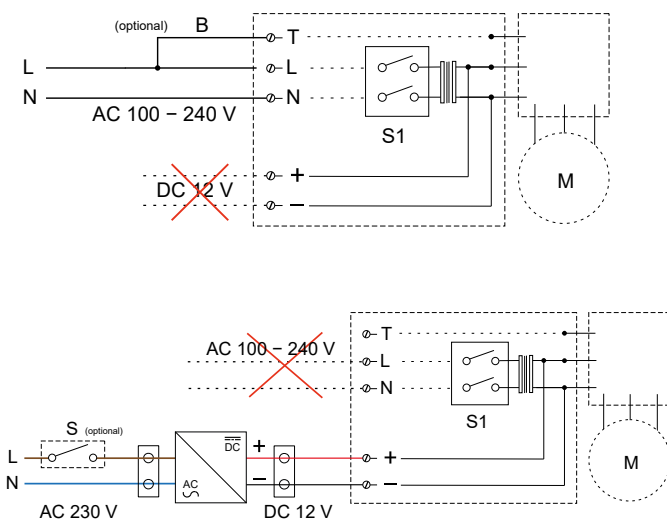 (optional) B
T
L L
N N
AC 100 – 240 V
S1
+
DC 12 V
–
M
T
AC 100 – 240 V
L
N
S1
S (optional)
L
N
DC
AC
+
–
+
–
AC 230 V
DC 12 V
M